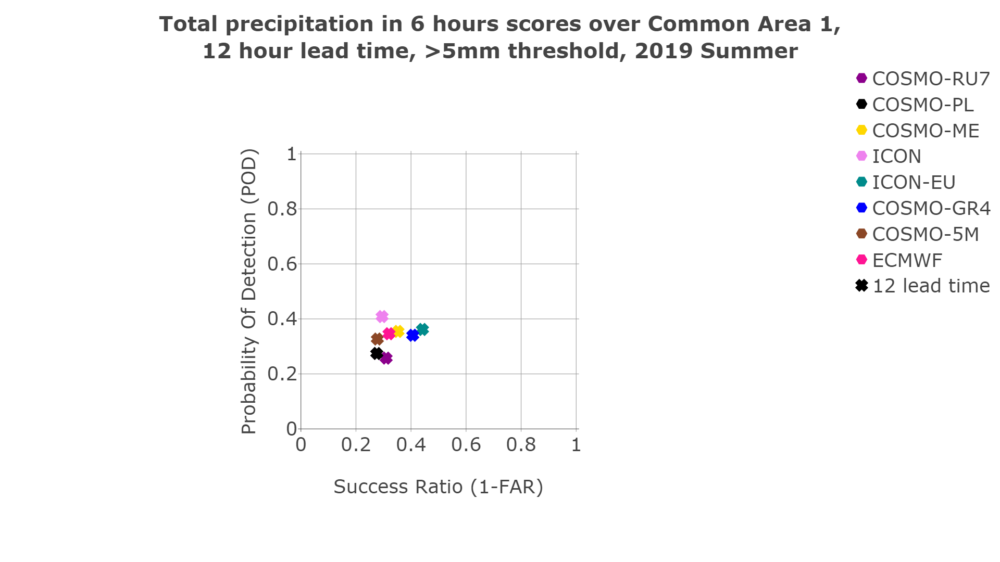 Total precipitation in 6 hours scores over Common Area 1,
12 hour lead time, >5mm threshold, 2019 Summer
COSMO-RU7
COSMO-PL
COSMO-ME
ICON
ICON-EU
COSMO-GR4
COSMO-5M
ECMWF
12 lead time
Probability Of Detection (POD)
1
0.8
0.6
0.4
0.2
0
0 0.2 0.4 0.6 0.8 1
Success Ratio (1-FAR)